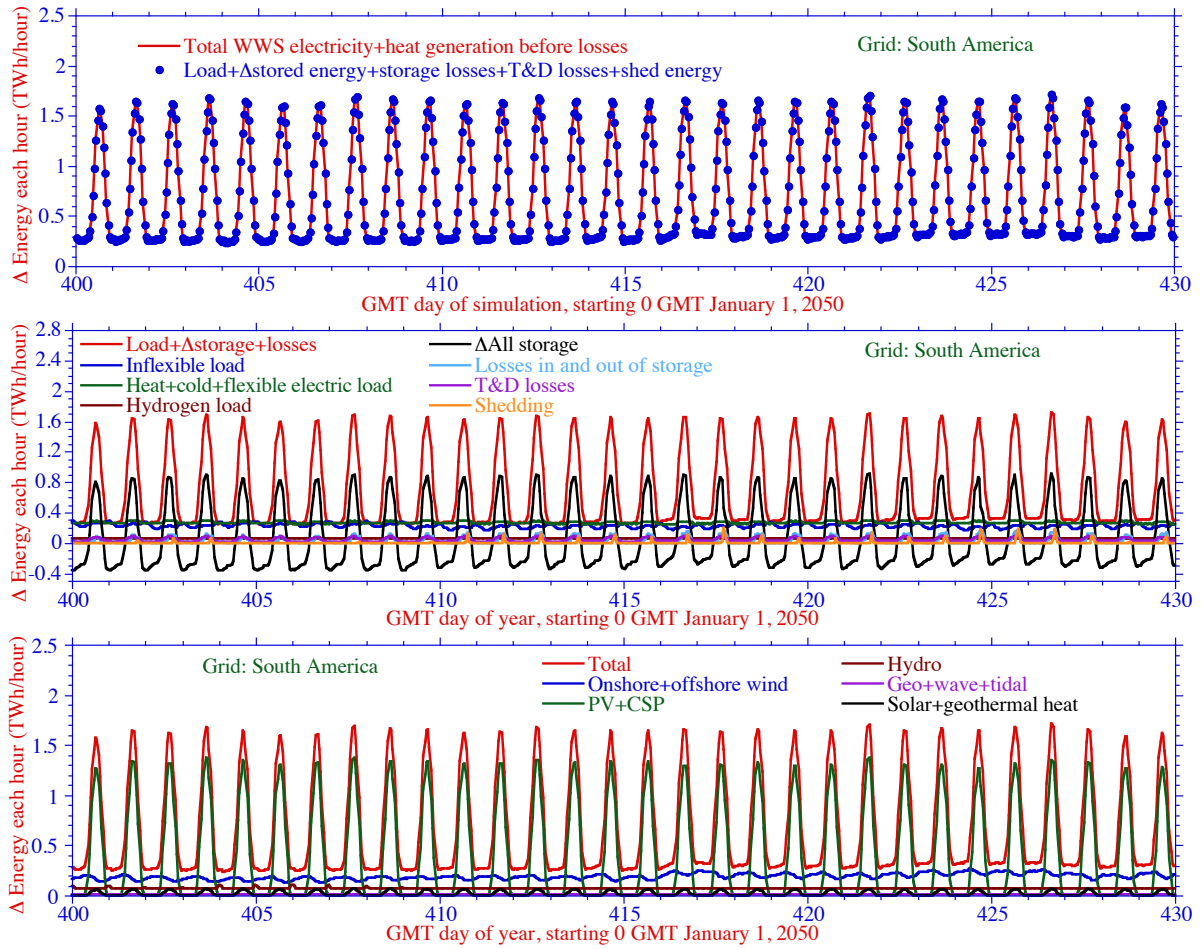 2.5
Total WWS electricity+heat generation before losses
Grid: South America
Load+Δstored energy+storage losses+T&D losses+shed energy
2
1.5
1
0.5
0
Δ Energy each hour (TWh/hour)
400 405 410 415 420 425 430
GMT day of simulation, starting 0 GMT January 1, 2050
2.8
Load+Δstorage+losses ΔAll storage
Grid: South America
2.4
Inflexible load Losses in and out of storage
Heat+cold+flexible electric load T&D losses
2
Hydrogen load Shedding
1.6
1.2
0.8
0.4
0
-0.4
Δ Energy each hour (TWh/hour)
400 405 410 415 420 425 430
GMT day of year, starting 0 GMT January 1, 2050
2.5
Grid: South America
Total Hydro
Onshore+offshore wind Geo+wave+tidal
PV+CSP Solar+geothermal heat
2
1.5
1
0.5
0
Δ Energy each hour (TWh/hour)
400 405 410 415 420 425 430
GMT day of year, starting 0 GMT January 1, 2050